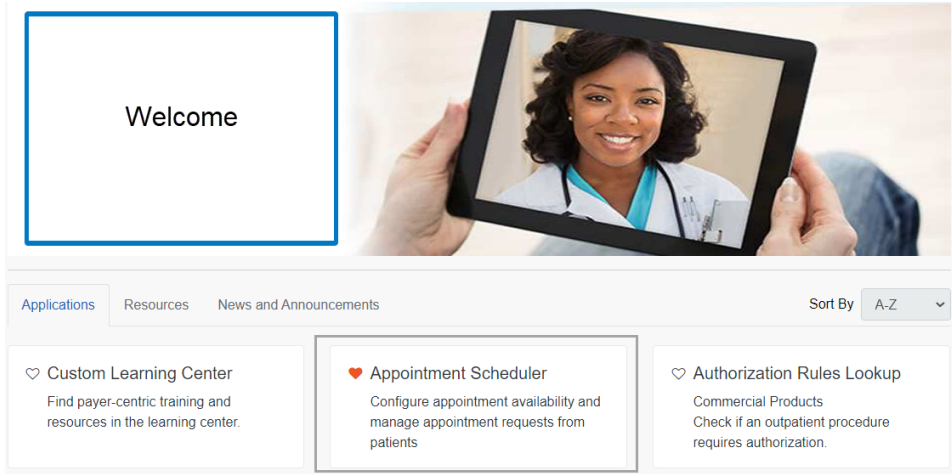 Welcome
Applications Resources News and Announcements Sort By A-Z
Custom Learning Center
Find payer-centric training and
resources in the learning center.
Appointment Scheduler
Configure appointment availability and
manage appointment requests from
patients
Authorization Rules Lookup
Commercial Products
Check if an outpatient procedure
requires authorization.